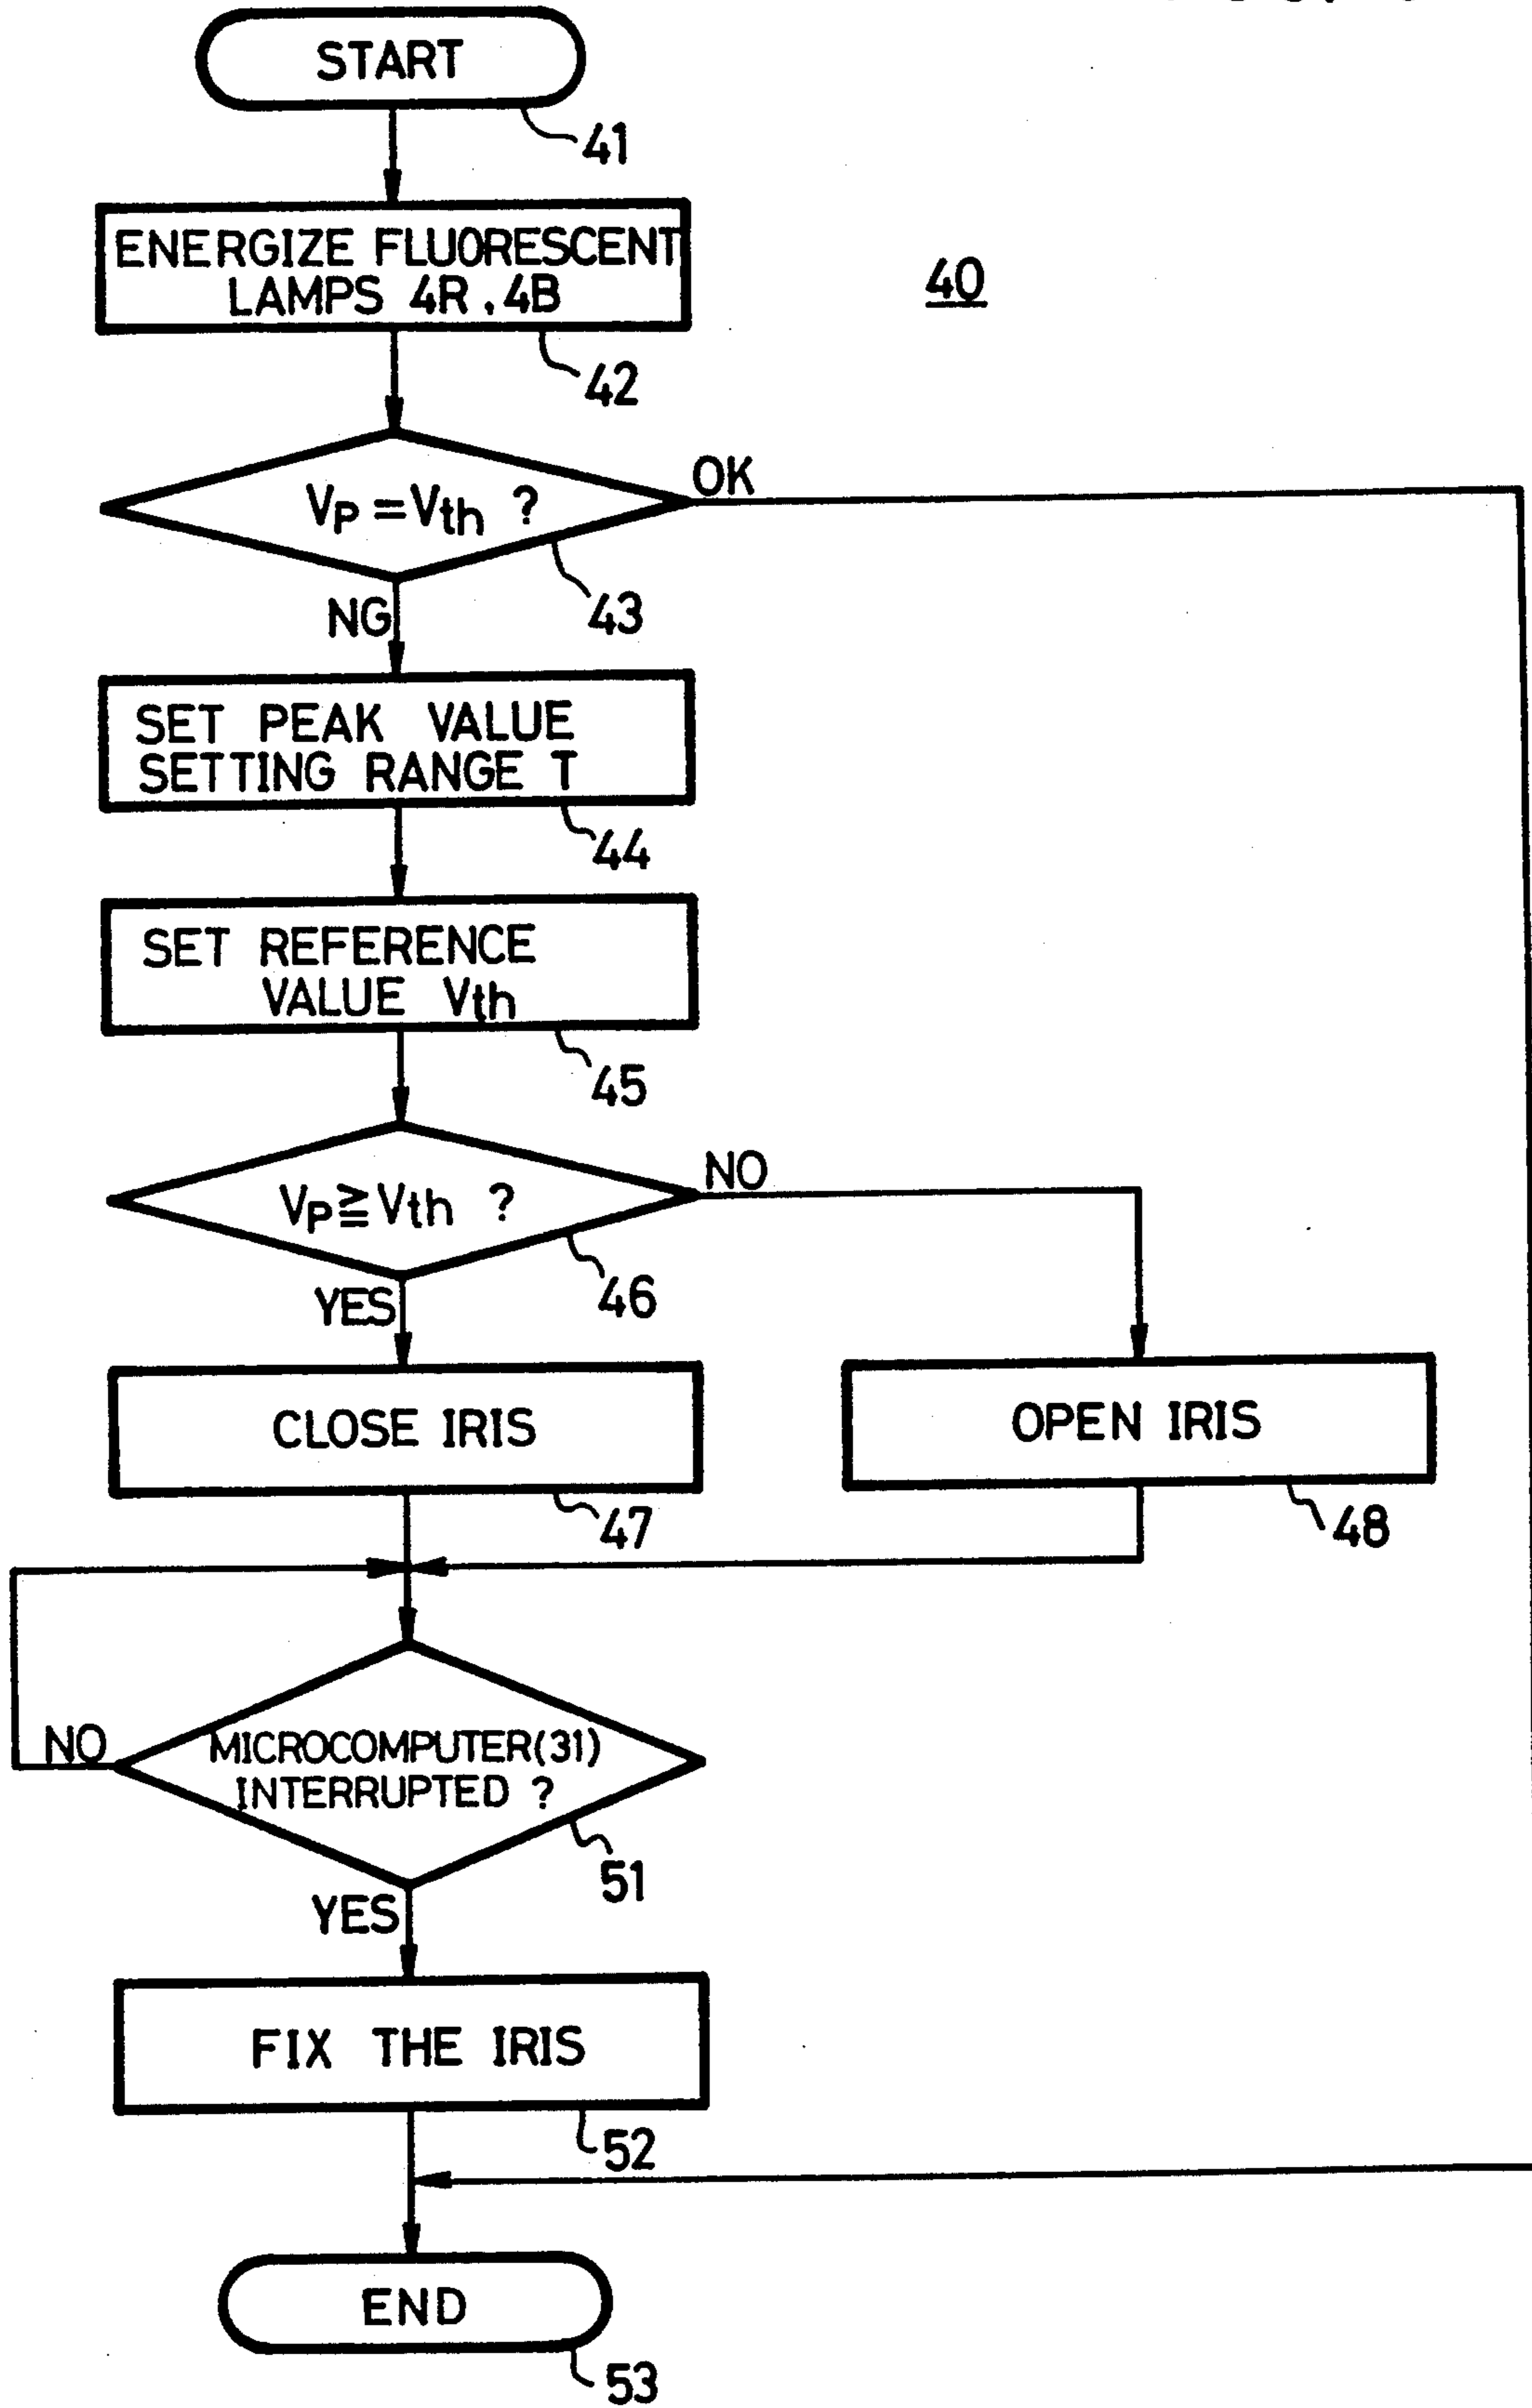 START
41
ENERGIZE FLUORESCENT
LAMPS 4R, 4B
40
42
OK
VP = Vth ?
43
NG
SET PEAK VALUE
SETTING RANGE T
44
SET REFERENCE
VALUE Vth
45
NO
VP ≧ Vth ?
46
YES
CLOSE IRIS
OPEN IRIS
47
48
NO
MICROCOMPUTER(31)
INTERRUPTED ?
51
YES
FIX THE IRIS
52
END
53